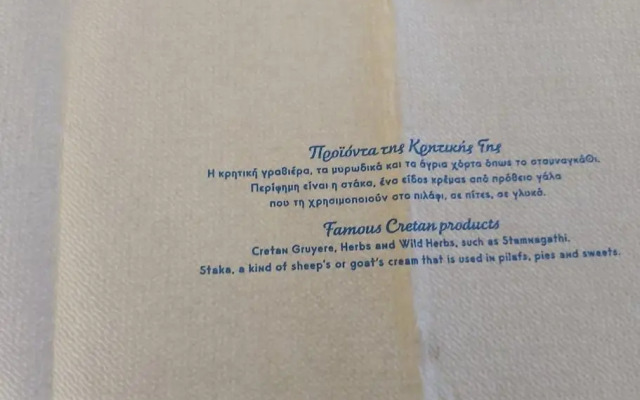 Προϊόντα της Κρητικής Γης
Η κρητική γραβιέρα, τα μυρωδικά και τα άγρια χόρτα όπως το σταμναγκάθι.
Περίφημη είναι η στάκα, ένα είδος κρέμας από πρόθειο γάλα
που τη χρησιμοποιούν στο πιλάφι, σε πίτες, σε γλυκά.
Famous Cretan products
Cretan Gruyere, Herbs and Wild Herbs, such as Stamnagathi.
Staka, a kind of sheep's or goat's cream that is used in pilafs, pies and sweets.